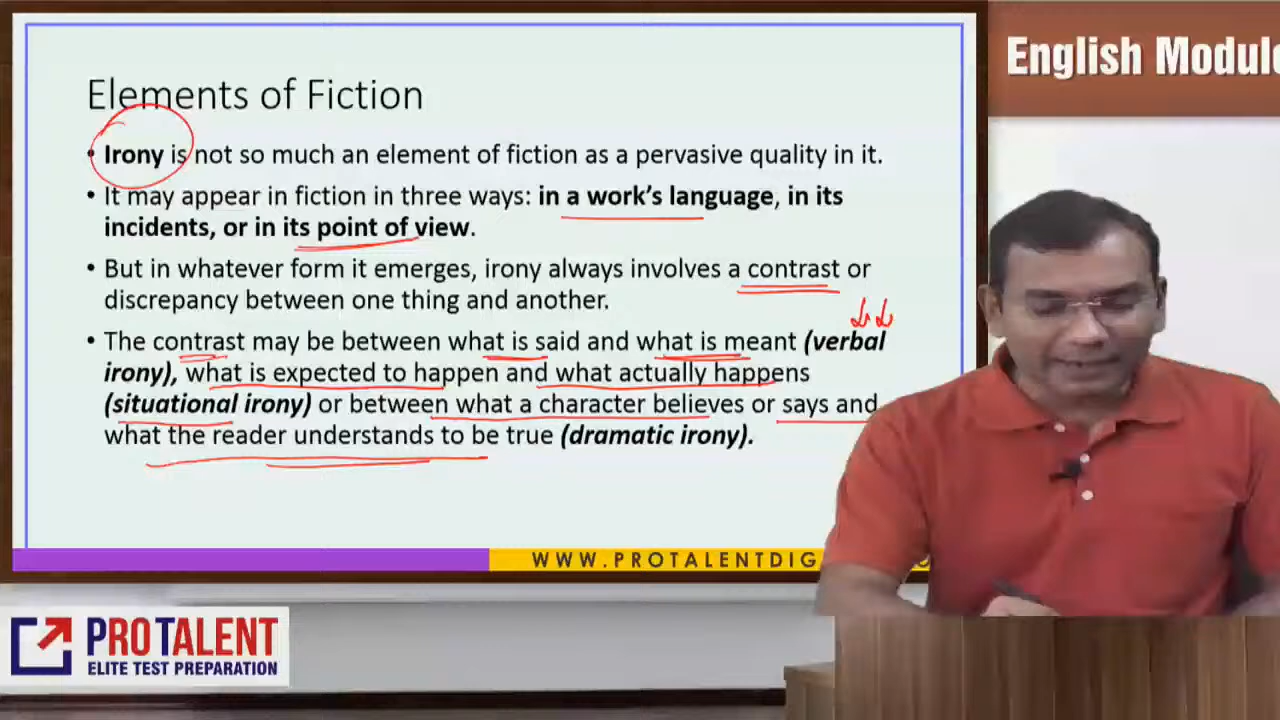 English Module
Elements of Fiction
• Irony is not so much an element of fiction as a pervasive quality in it.
• It may appear in fiction in three ways: in a work's language, in its
incidents, or in its point of view.
• But in whatever form it emerges, irony always involves a contrast or
discrepancy between one thing and another.
• The contrast may be between what is said and what is meant (verbal
irony), what is expected to happen and what actually happens
(situational irony) or between what a character believes or says and
what the reader understands to be true (dramatic irony).
WWW.PROTALENTDIG
PROTALENT
ELITE TEST PREPARATION